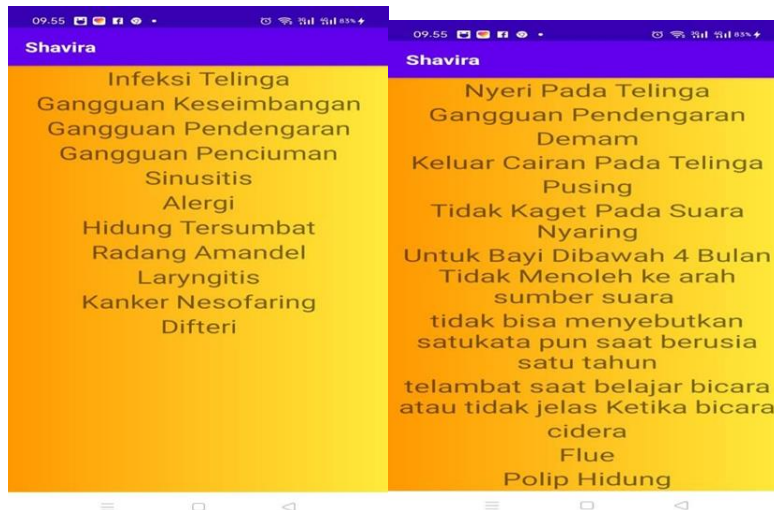 09.55
83%
Shavira
Infeksi Telinga
Gangguan Keseimbangan
Gangguan Pendengaran
Gangguan Penciuman
Sinusitis
Alergi
Hidung Tersumbat
Radang Amandel
Laryngitis
Kanker Nesofaring
Difteri
09.55
83%
Shavira
Nyeri Pada Telinga
Gangguan Pendengaran
Demam
Keluar Cairan Pada Telinga
Pusing
Tidak Kaget Pada Suara
Nyaring
Untuk Bayi Dibawah 4 Bulan
Tidak Menoleh ke arah
sumber suara
tidak bisa menyebutkan
satukata pun saat berusia
satu tahun
telambat saat belajar bicara
atau tidak jelas Ketika bicara
cidera
Flue
Polip Hidung